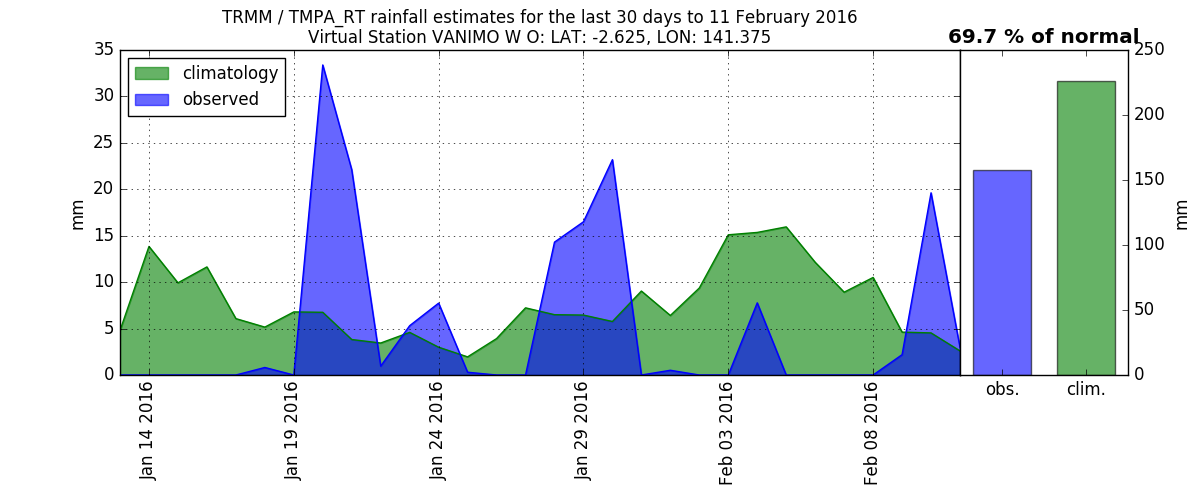 TRMM / TMPA_RT rainfall estimates for the last 30 days to 11 February 2016
Virtual Station VANIMO W O: LAT: -2.625, LON: 141.375
69.7 % of normal
climatology
observed
35
30
25
20
15
10
5
0
mm
Jan 14 2016
Jan 19 2016
Jan 24 2016
Jan 29 2016
Feb 03 2016
Feb 08 2016
250
200
150
100
50
0
mm
obs.
clim.